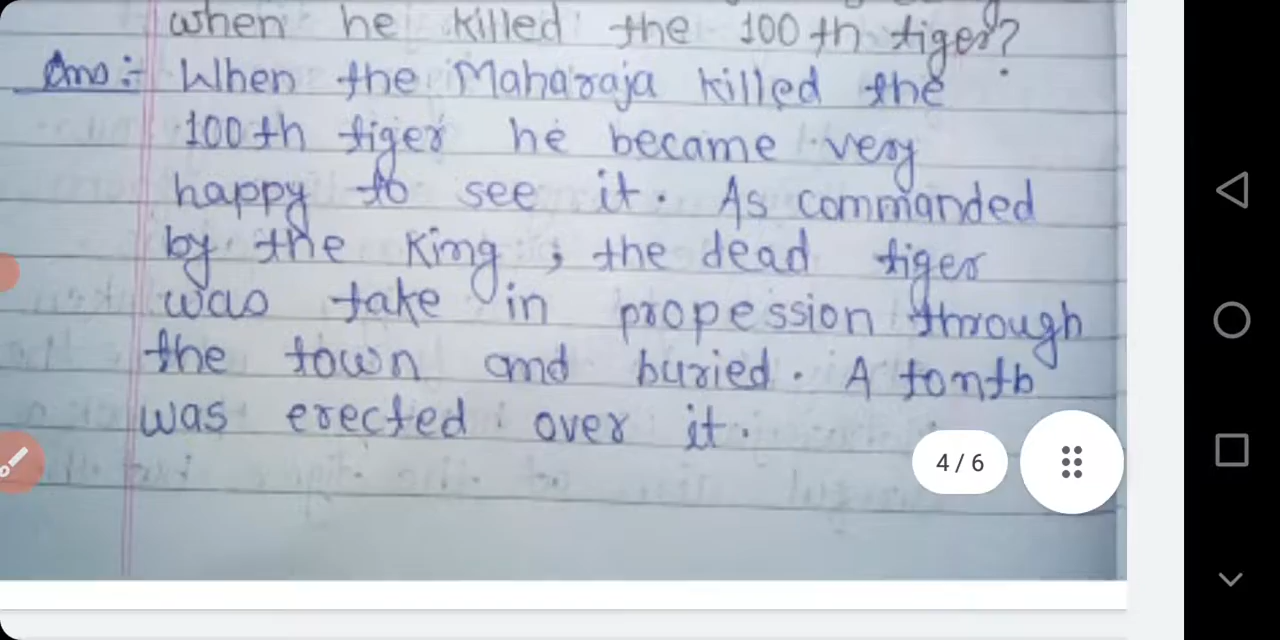 when he killed the 100th tiger?
Ans :- When the Maharaja killed the
100th tiger he became very
happy to see it. As commanded
by the King, the dead tiger
was take in propession through
the town and buried. A tomtb
was erected over it.
4 / 6